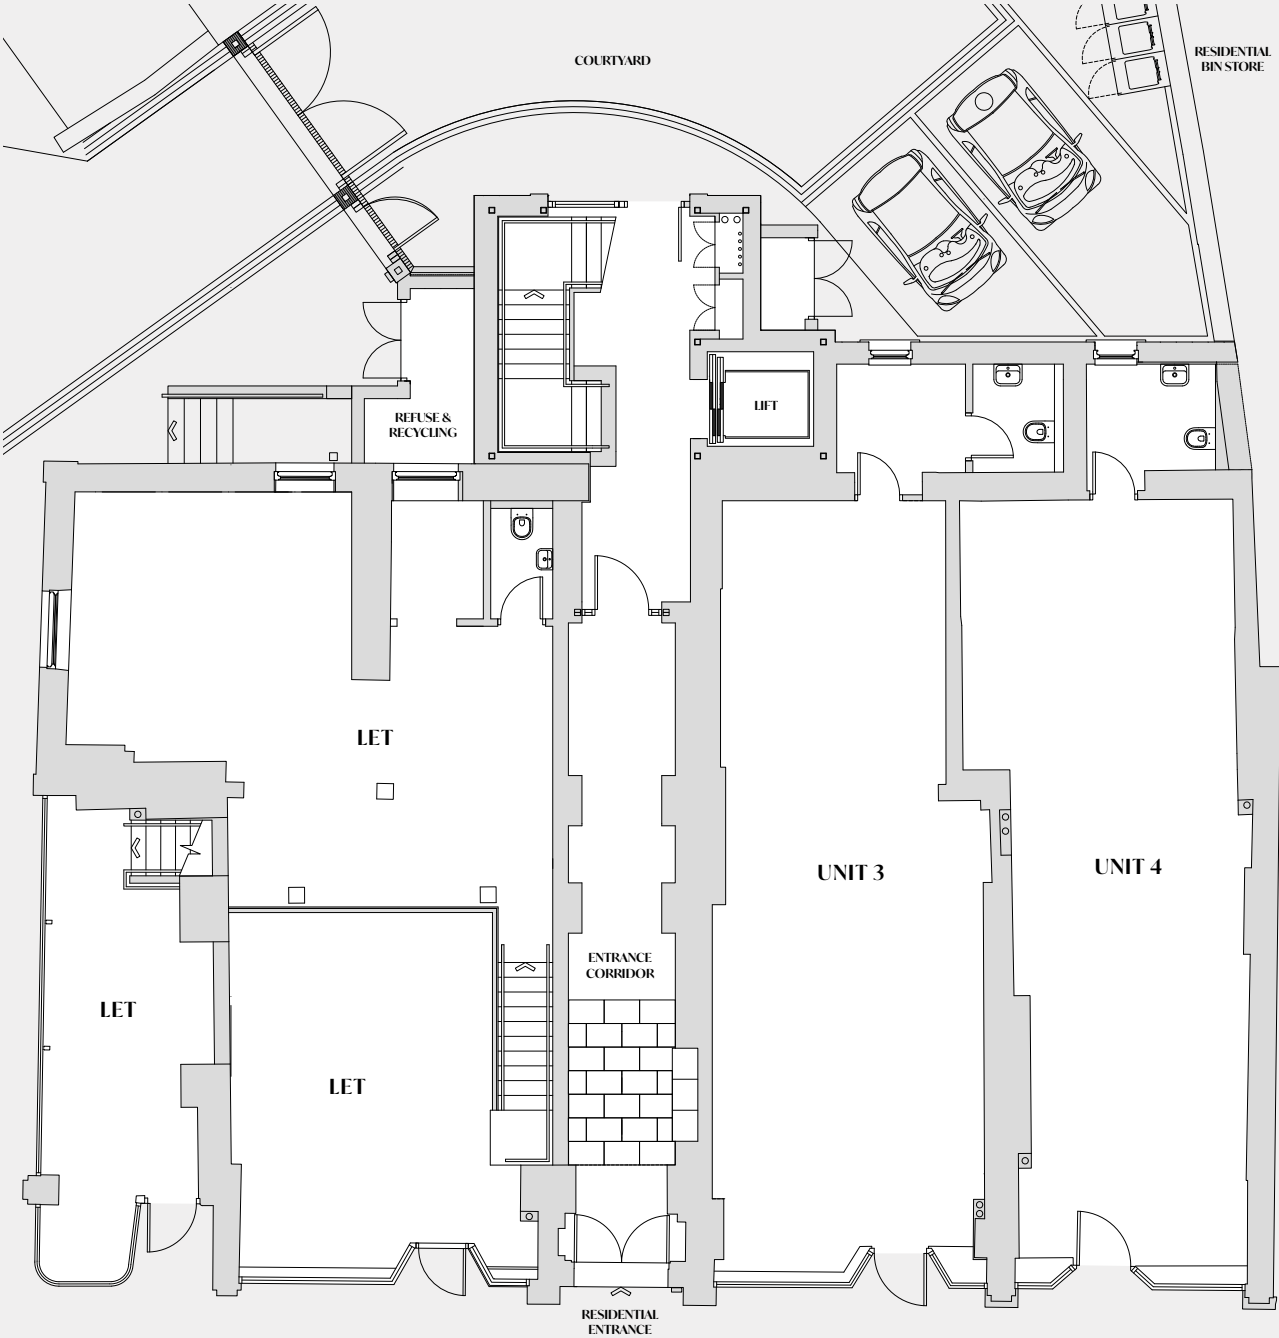 COURTYARD
RESIDENTIAL
BIN STORE
LIFT
REFUSE &
RECYCLING
LET
UNIT 3
UNIT 4
ENTRANCE
CORRIDOR
LET
LET
RESIDENTIAL
ENTRANCE